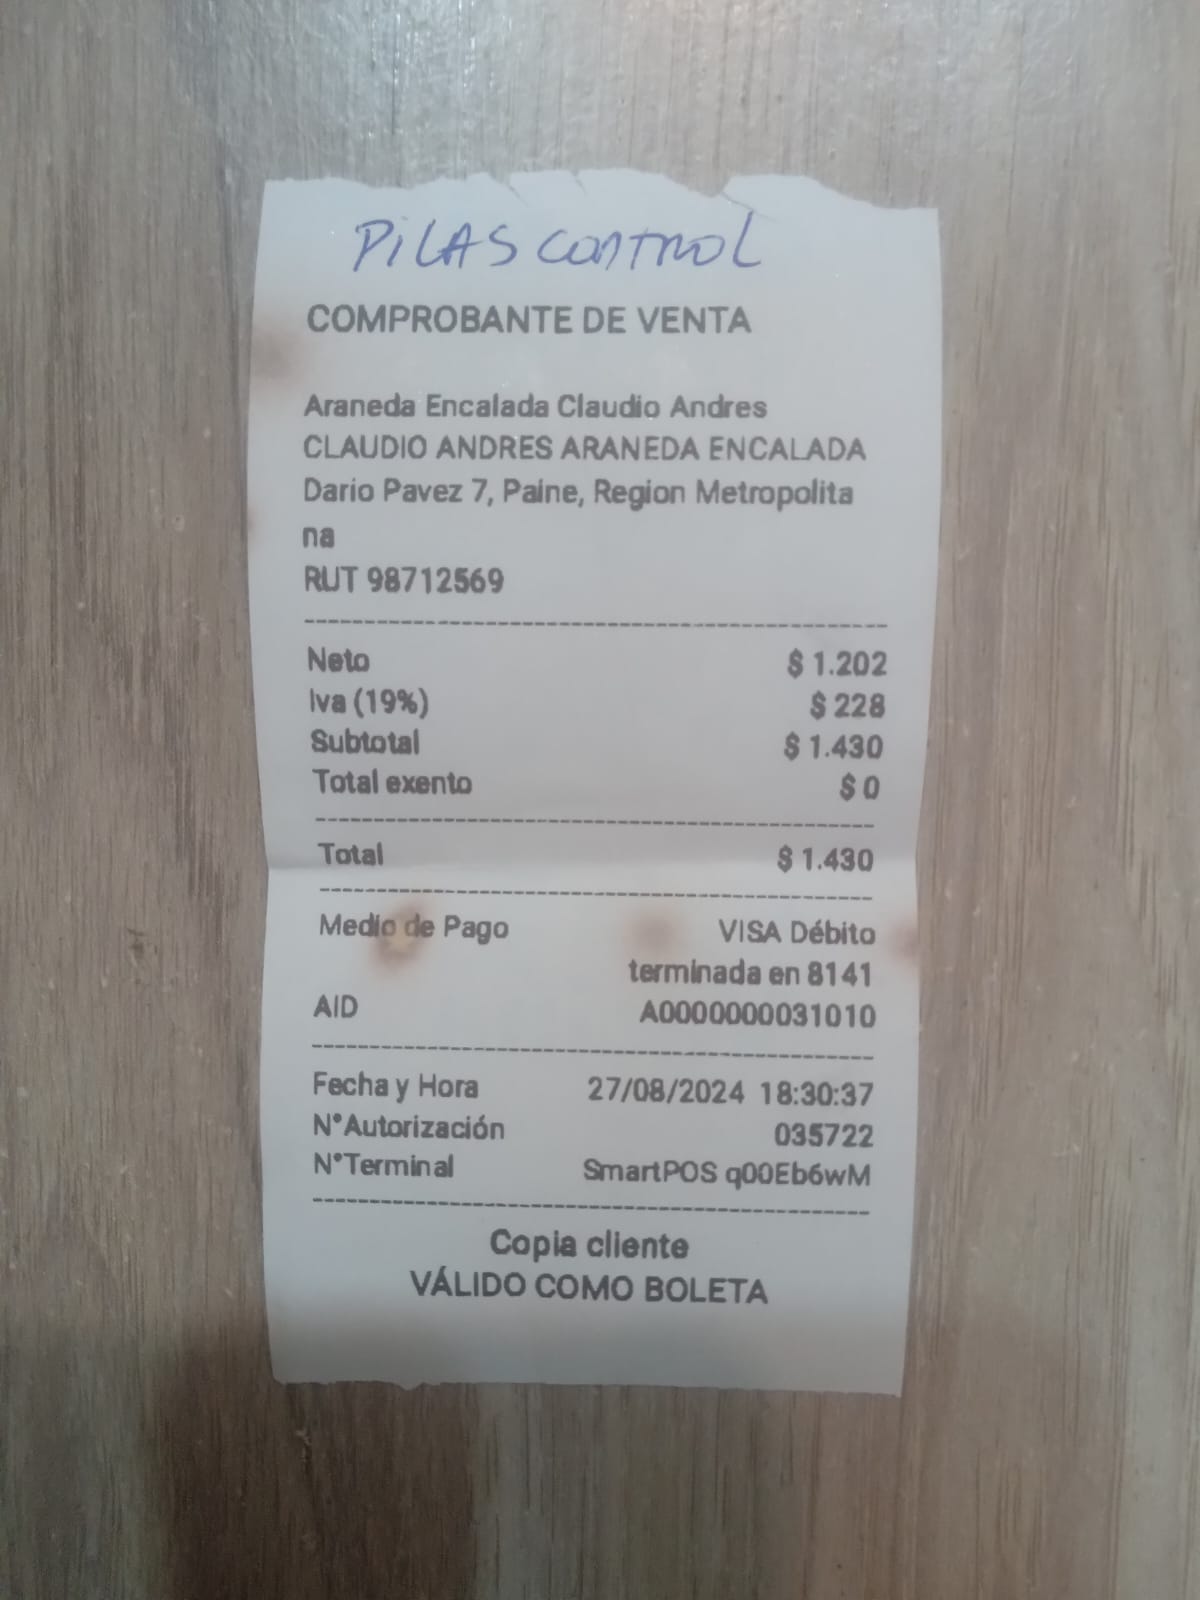 PILAS CONTROL
COMPROBANTE DE VENTA
Araneda Encalada Claudio Andres
CLAUDIO ANDRES ARANEDA ENCALADA
Dario Pavez 7, Paine, Region Metropolita
na
RUT 98712569
Neto $ 1.202
Iva (19%) $ 228
Subtotal $ 1.430
Total exento $ 0
Total $ 1.430
Medio de Pago VISA Débito
terminada en 8141
AID A0000000031010
Fecha y Hora 27/08/2024 18:30:37
N°Autorización 035722
N°Terminal SmartPOS q00Eb6wM
Copia cliente
VÁLIDO COMO BOLETA